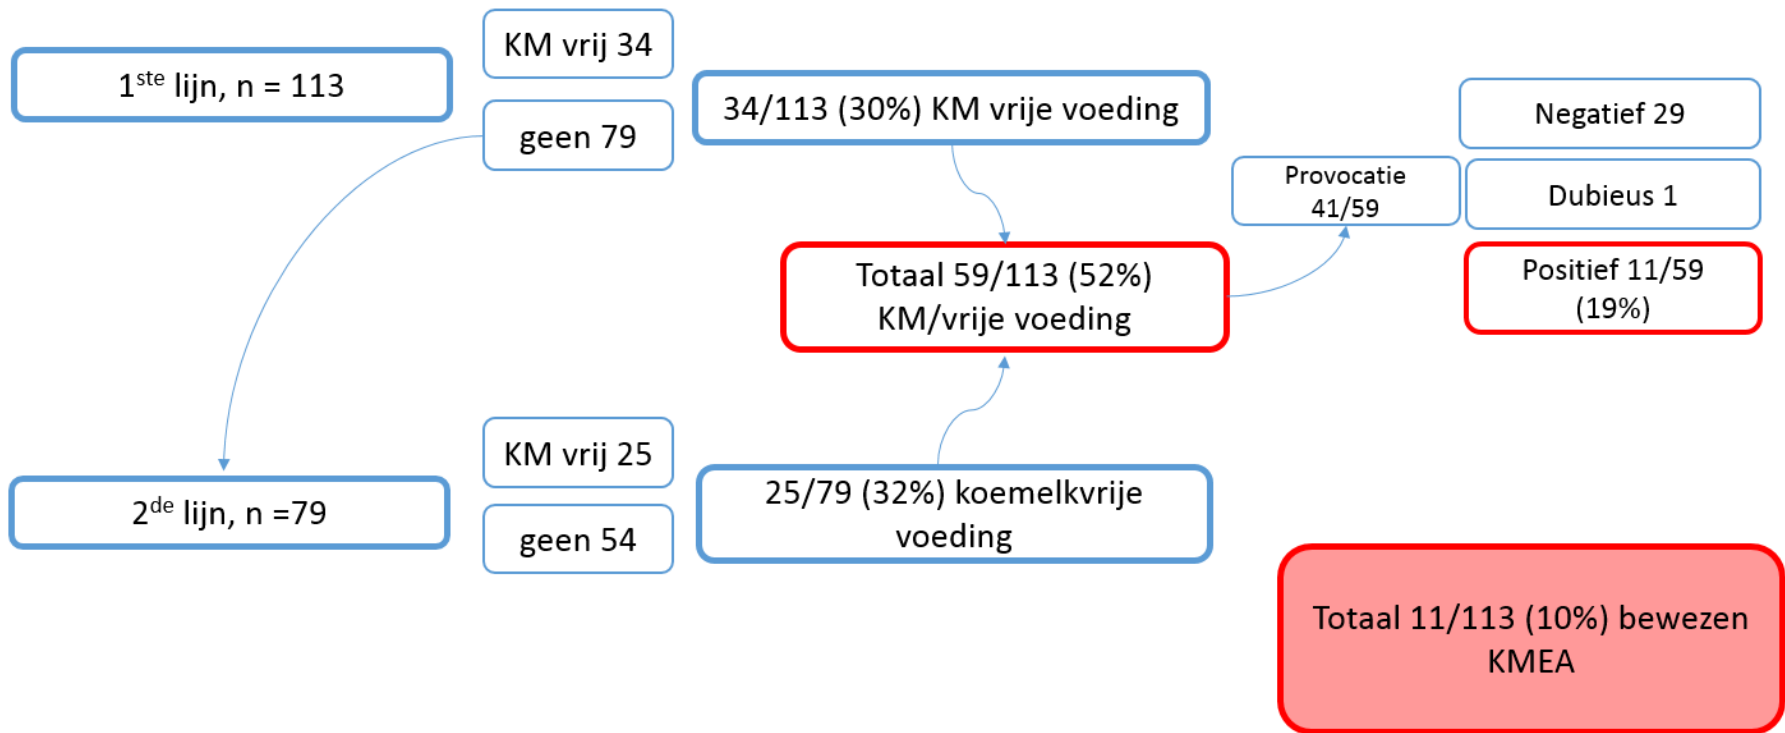 1ste lijn, n = 113
KM vrij 34
geen 79
34/113 (30%) KM vrije voeding
Negatief 29
Provocatie
41/59
Dubieus 1
Totaal 59/113 (52%)
KM/vrije voeding
Positief 11/59
(19%)
2de lijn, n =79
KM vrij 25
geen 54
25/79 (32%) koemelkvrije
voeding
Totaal 11/113 (10%) bewezen
KMEA